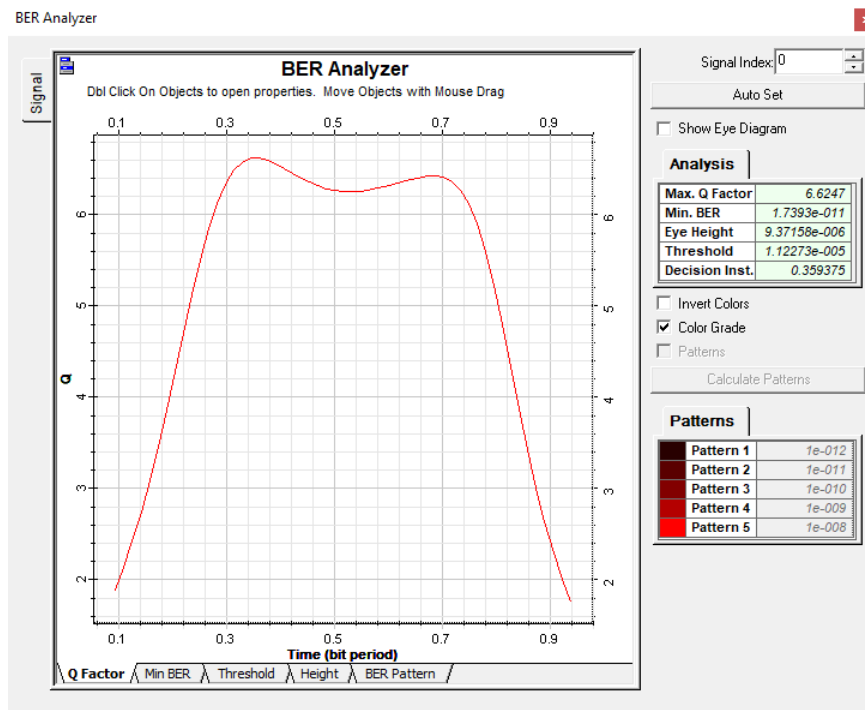 BER Analyzer
x
Signal
BER Analyzer
Dbl Click On Objects to open properties. Move Objects with Mouse Drag
0.1 0.3 0.5 0.7 0.9
Q
6 6
5 5
4 4
3 3
2 2
0.1 0.3 0.5 0.7 0.9
Time (bit period)
Q Factor Min BER Threshold Height BER Pattern
Signal Index: 0
Auto Set
Show Eye Diagram
Analysis
Max. Q Factor 6.6247
Min. BER 1.7393e-011
Eye Height 9.37158e-006
Threshold 1.12273e-005
Decision Inst. 0.359375
Invert Colors
Color Grade
Patterns
Calculate Patterns
Patterns
Pattern 1 1e-012
Pattern 2 1e-011
Pattern 3 1e-010
Pattern 4 1e-009
Pattern 5 1e-008